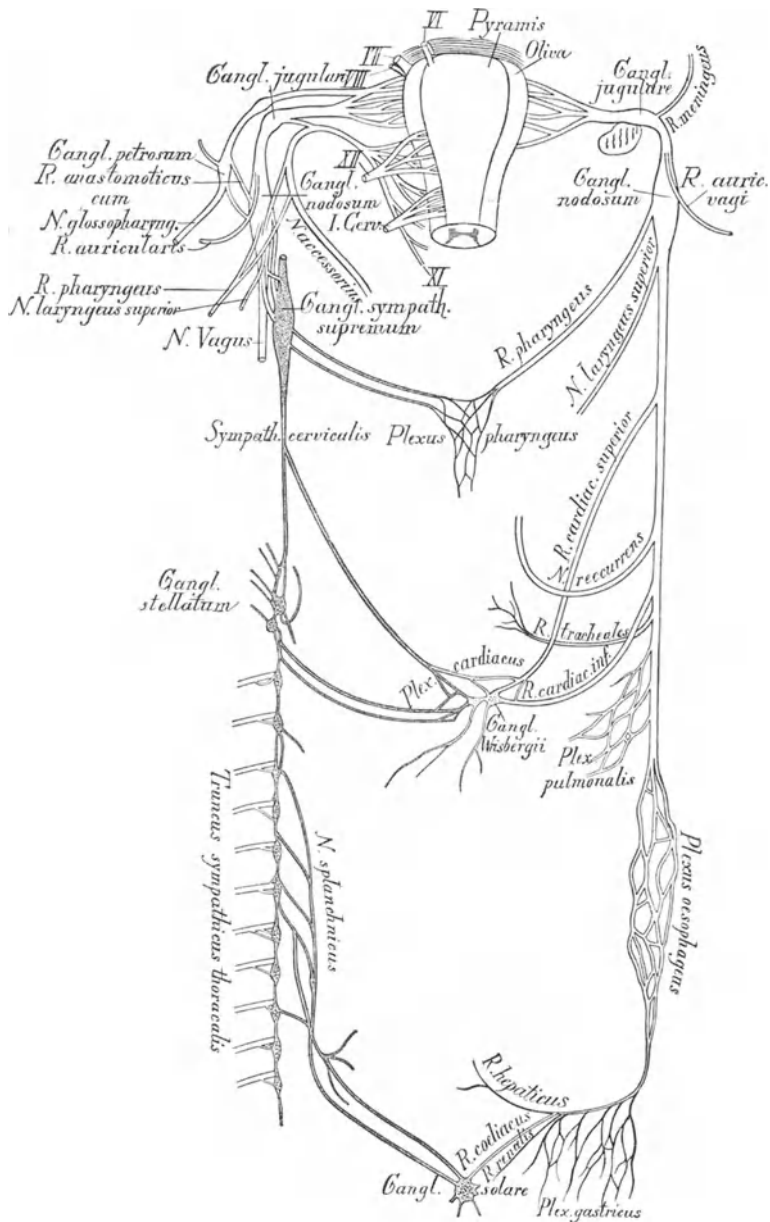 VI
Pyramis
VII
Oliva
VIII
Gangl. jugulare
Gangl.
jugulare
R. meningeus
Gangl. petrosum
R. anastomoticus
cum
N. glossopharyng.
R. auricularis
Gangl.
nodosum
XII
I. Cerv.
Gangl.
nodosum
R. auric.
vagi
R. pharyngeus
N. laryngeus superior
N. accessorius
XI
Gangl. sympath.
supremum
N. Vagus
R. pharyngeus
N. laryngeus superior
Sympath. cervicalis
Plexus pharyngeus
R. cardiac. superior
N. reccurrens
Gangl.
stellatum
R. tracheales
Plex. cardiacus
R. cardiac. inf.
Gangl.
Wisbergii
Plex.
pulmonalis
Truncus sympathicus thoracalis
N. splanchnicus
Plexus oesophageus
R. hepaticus
R. codiacus
R. renalis
Gangl. solare
Plex. gastricus